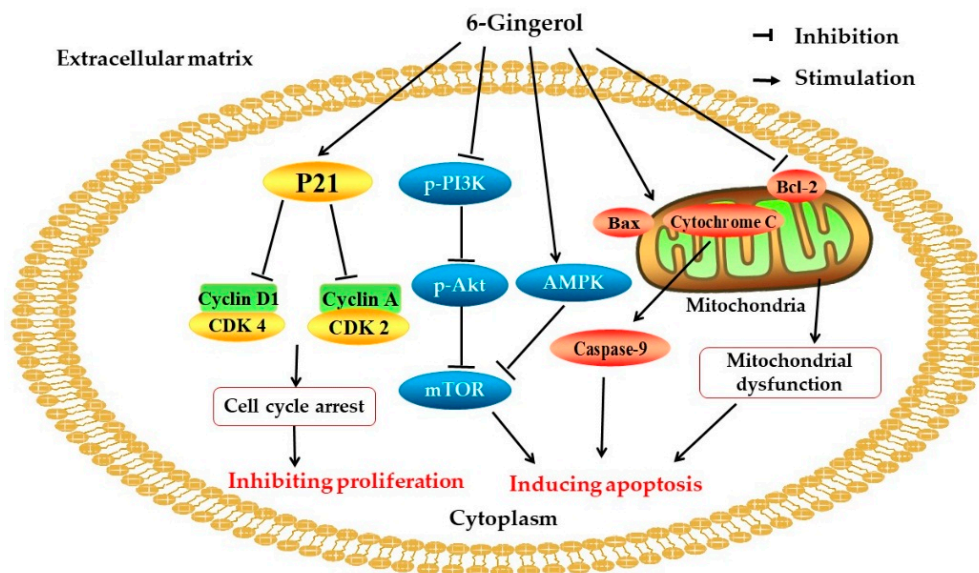 6-Gingerol
Extracellular matrix
Inhibition
Stimulation
P21
p-PI3K
Bcl-2
Bax
Cytochrome C
Cyclin D1
CDK 4
Cyclin A
CDK 2
p-Akt
AMPK
Mitochondria
Caspase-9
Mitochondrial
dysfunction
mTOR
Cell cycle arrest
Inhibiting proliferation
Inducing apoptosis
Cytoplasm